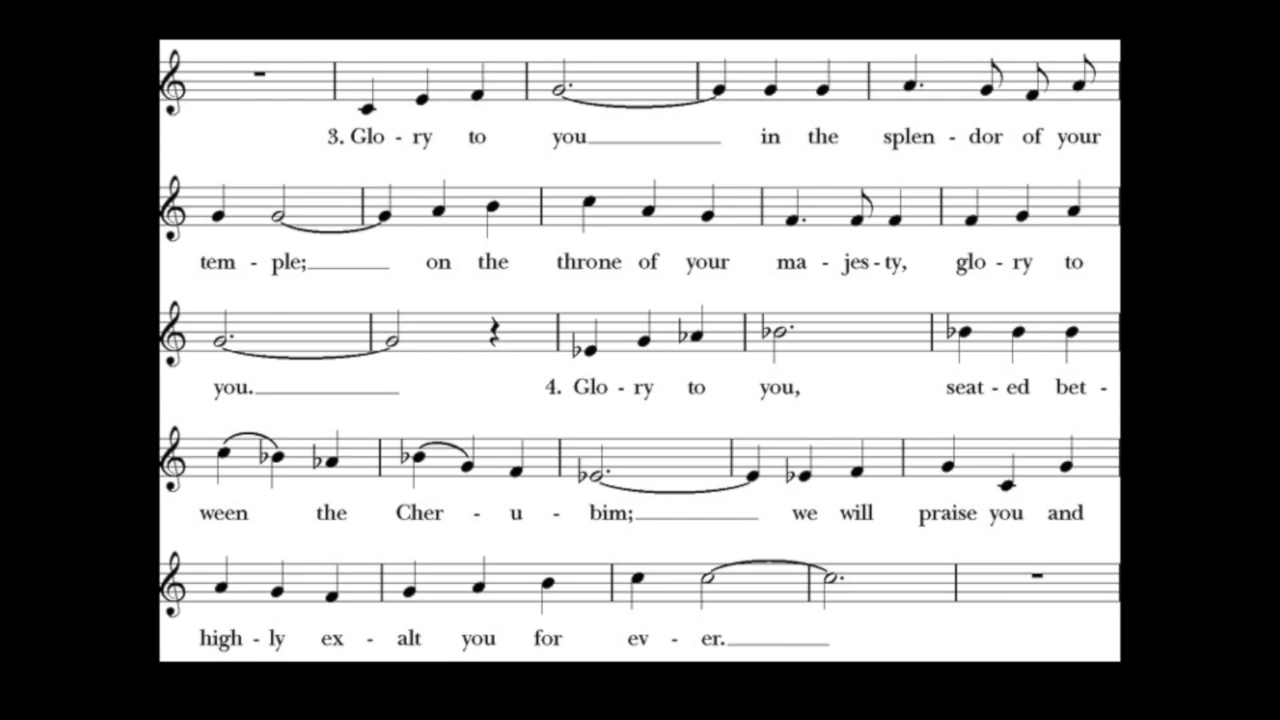 3. Glo - ry to you in the splen - dor of your
tem - ple; on the throne of your ma - jes - ty, glo - ry to
you. 4. Glo - ry to you, seat - ed bet -
ween the Cher - u - bim; we will praise you and
high - ly ex - alt you for ev - er.